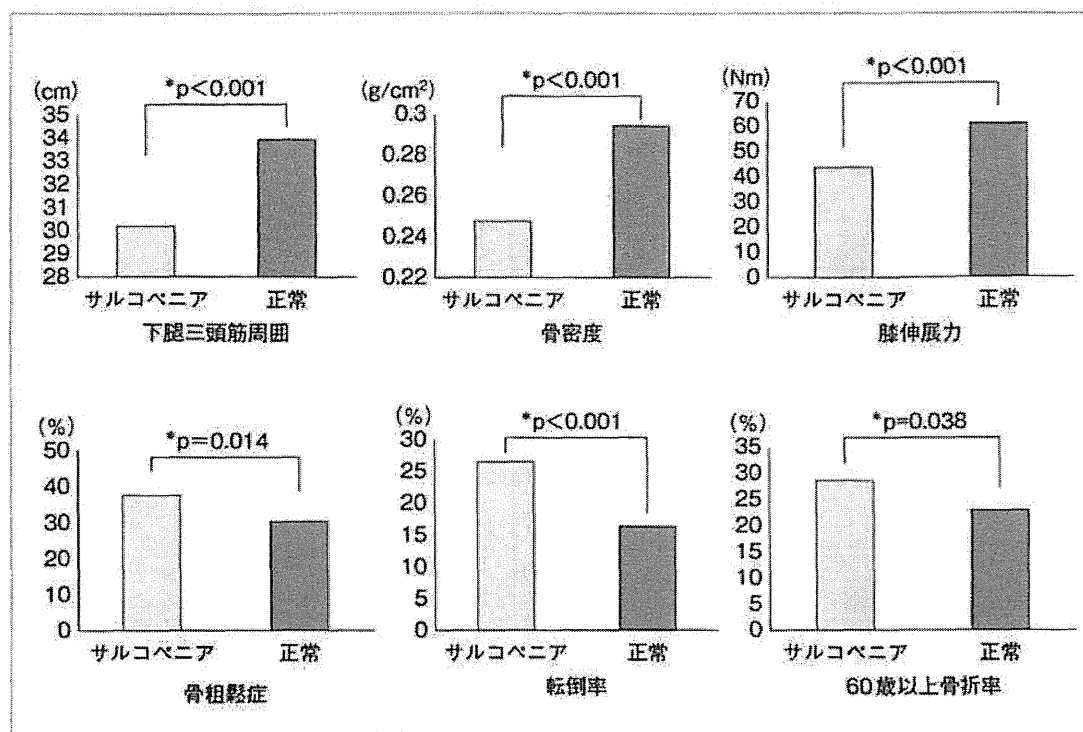 (cm)
*p<0.001
35
34
33
32
31
30
29
28
サルコペニア 正常
下腿三頭筋周囲
(g/cm²)
*p<0.001
0.3
0.28
0.26
0.24
0.22
サルコペニア 正常
骨密度
(Nm)
*p<0.001
70
60
50
40
30
20
10
0
サルコペニア 正常
膝伸展力
(%)
*p=0.014
50
40
30
20
10
0
サルコペニア 正常
骨粗鬆症
(%)
*p<0.001
30
25
20
15
10
5
0
サルコペニア 正常
転倒率
(%)
*p=0.038
35
30
25
20
15
10
5
0
サルコペニア 正常
60歳以上骨折率